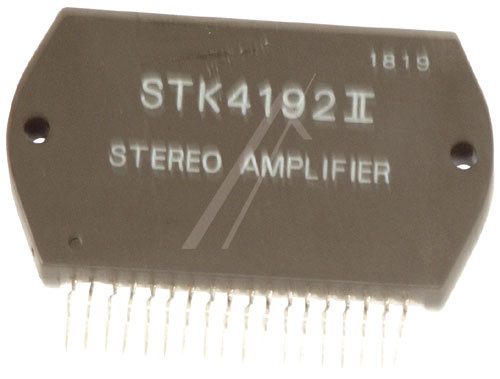 1819
STK4192II
STEREO AMPLIFIER